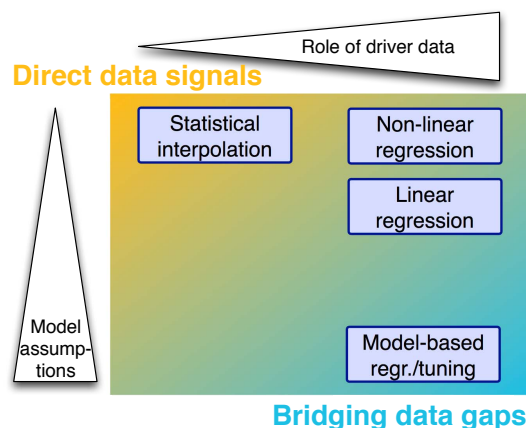 Role of driver data
Direct data signals
Statistical
interpolation
Non-linear
regression
Linear
regression
Model
assump-
tions
Model-based
regr./tuning
Bridging data gaps